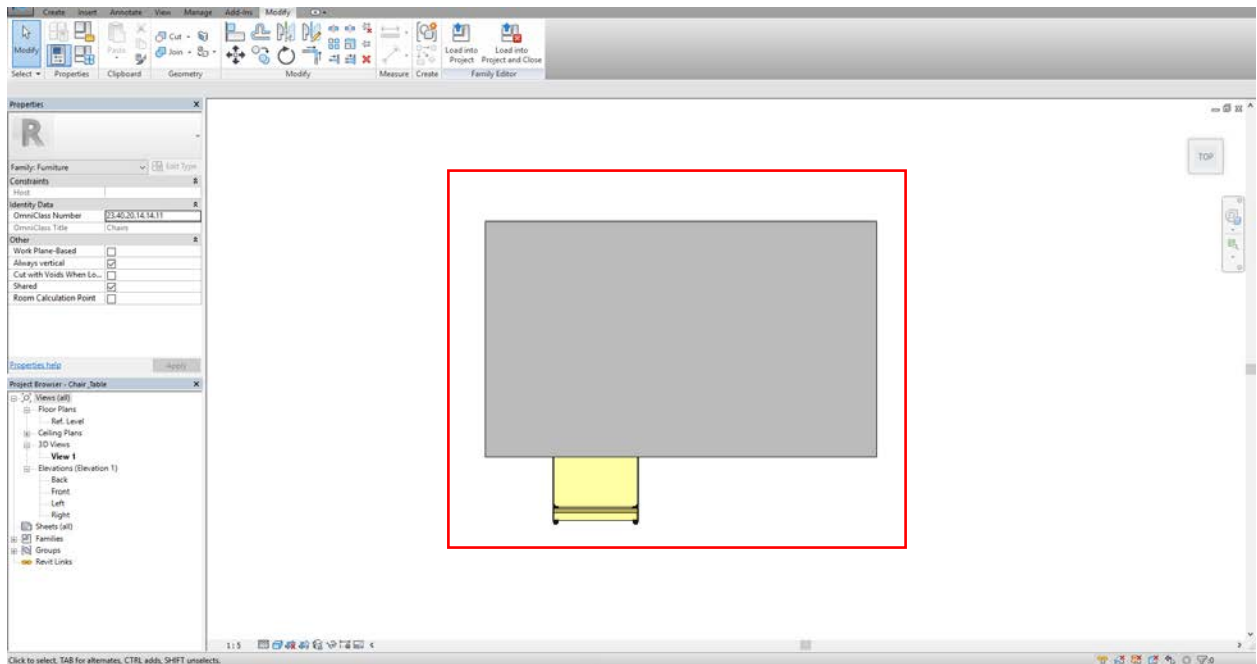 Create Insert Annotate View Manage Add-Ins Modify
Modify
Paste
Cut
Join
Load into Project
Load into Project and Close
Select Properties Clipboard Geometry Modify Measure Create Family Editor
Properties X
R
Family: Furniture Edit Type
Constraints
Host
Identity Data
OmniClass Number 23.40.20.14.14.11
OmniClass Title Chairs
Other
Work Plane-Based
Always vertical
Cut with Voids When Lo...
Shared
Room Calculation Point
Properties help Apply
Project Browser - Chair_Table X
Views (all)
Floor Plans
Ref. Level
Ceiling Plans
3D Views
View 1
Elevations (Elevation 1)
Back
Front
Left
Right
Sheets (all)
Families
Groups
Revit Links
TOP
1:5
Click to select, TAB for alternates, CTRL adds, SHIFT unselects.
:0